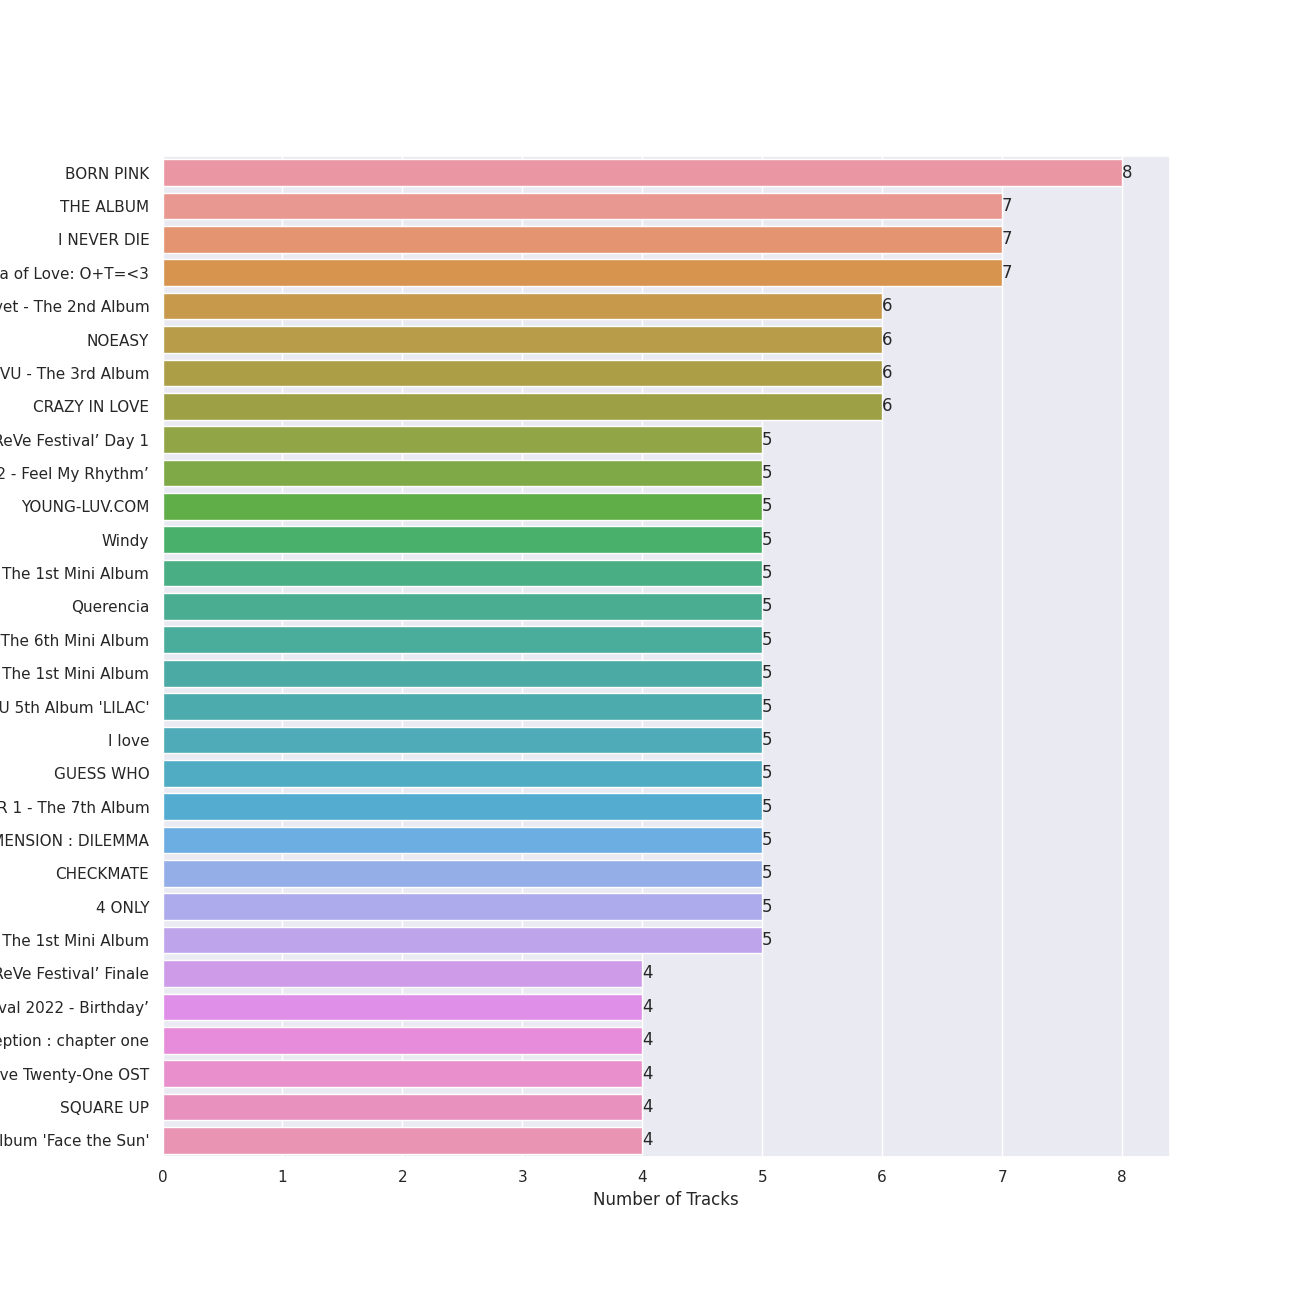 BORN PINK 8
THE ALBUM 7
I NEVER DIE 7
a of Love: O+T=<3 7
vet - The 2nd Album 6
NOEASY 6
VU - The 3rd Album 6
CRAZY IN LOVE 6
ReVe Festival’ Day 1 5
2 - Feel My Rhythm’ 5
YOUNG-LUV.COM 5
Windy 5
The 1st Mini Album 5
Querencia 5
The 6th Mini Album 5
The 1st Mini Album 5
U 5th Album 'LILAC' 5
I love 5
GUESS WHO 5
R 1 - The 7th Album 5
MENSION : DILEMMA 5
CHECKMATE 5
4 ONLY 5
The 1st Mini Album 5
ReVe Festival’ Finale 4
val 2022 - Birthday’ 4
eption : chapter one 4
ve Twenty-One OST 4
SQUARE UP 4
lbum 'Face the Sun' 4
0 1 2 3 4 5 6 7 8
Number of Tracks